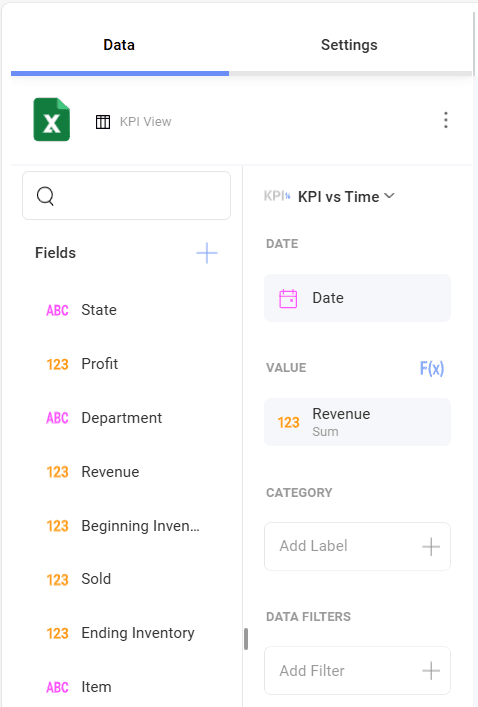 Data
Settings
X
KPI View
Fields
ABC State
123 Profit
ABC Department
123 Revenue
123 Beginning Inven...
123 Sold
123 Ending Inventory
ABC Item
KPI KPI vs Time
DATE
Date
VALUE F(x)
123 Revenue
Sum
CATEGORY
Add Label
DATA FILTERS
Add Filter